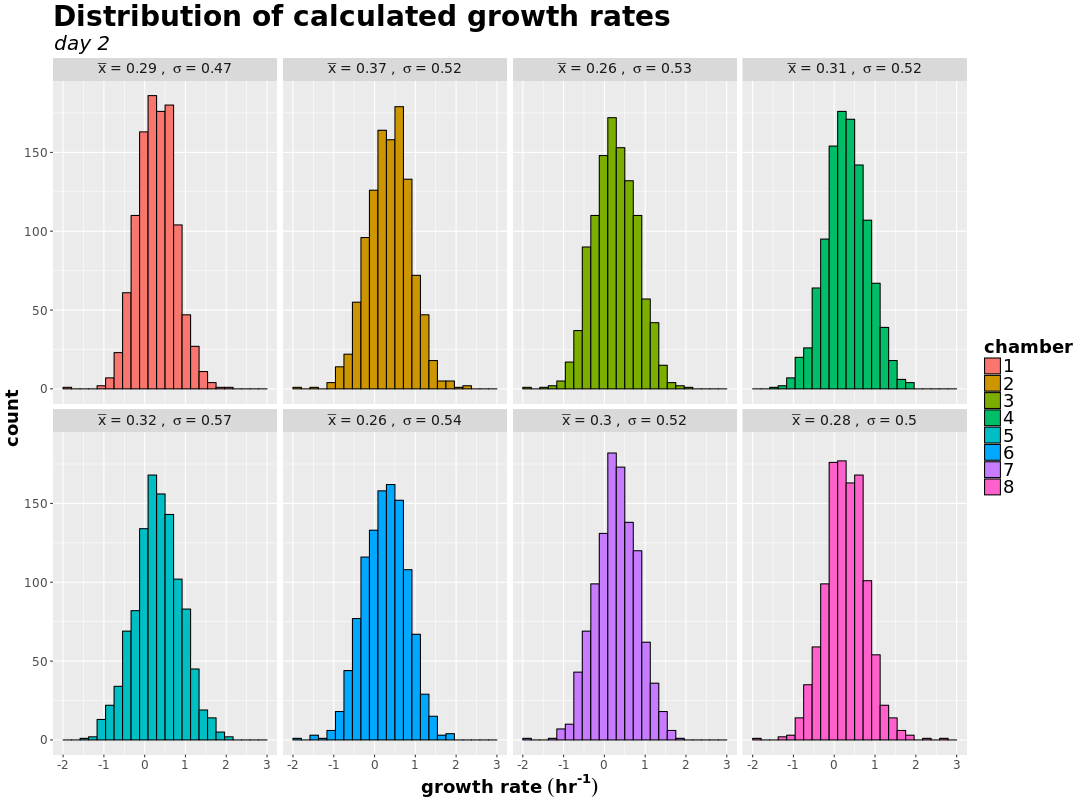 Distribution of calculated growth rates
day 2
x̅ = 0.29 , σ = 0.47
x̅ = 0.37 , σ = 0.52
x̅ = 0.26 , σ = 0.53
x̅ = 0.31 , σ = 0.52
150
100
50
0
x̅ = 0.32 , σ = 0.57
x̅ = 0.26 , σ = 0.54
x̅ = 0.3 , σ = 0.52
x̅ = 0.28 , σ = 0.5
150
100
50
0
-2 -1 0 1 2 3
-2 -1 0 1 2 3
-2 -1 0 1 2 3
-2 -1 0 1 2 3
count
growth rate (hr⁻¹)
chamber
1
2
3
4
5
6
7
8